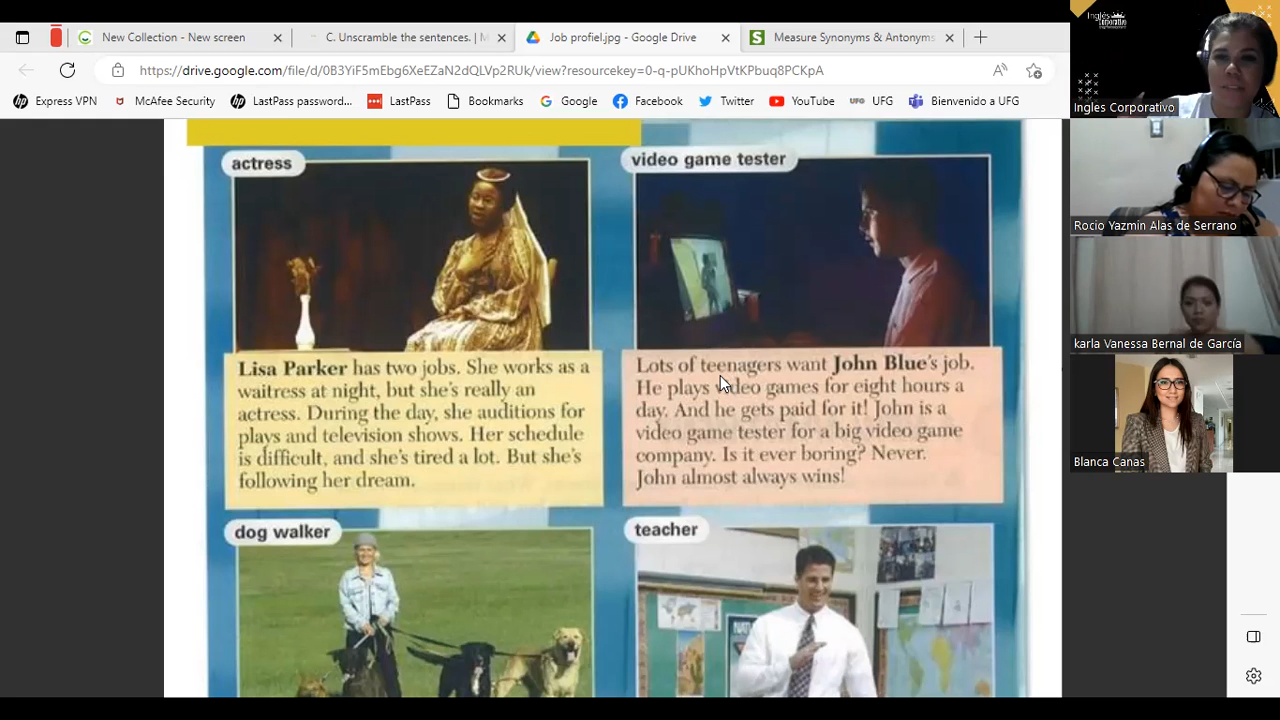 New Collection - New screen
C. Unscramble the sentences. | M
Job profiel.jpg - Google Drive
Measure Synonyms & Antonyms
https://drive.google.com/file/d/0B3YiF5mEbg6XeEZaN2dQLVp2RUk/view?resourcekey=0-q-pUKhoHpVtKPbuq8PCKpA
Express VPN
McAfee Security
LastPass password...
LastPass
Bookmarks
Google
Facebook
Twitter
YouTube
UFG
UFG
Bienvenido a UFG
actress
Lisa Parker has two jobs. She works as a
waitress at night, but she's really an
actress. During the day, she auditions for
plays and television shows. Her schedule
is difficult, and she's tired a lot. But she's
following her dream.
video game tester
Lots of teenagers want John Blue's job.
He plays video games for eight hours a
day. And he gets paid for it! John is a
video game tester for a big video game
company. Is it ever boring? Never.
John almost always wins!
dog walker
teacher
Inglés
Corporativo
Ingles Corporativo
Rocio Yazmin Alas de Serrano
karla Vanessa Bernal de García
Blanca Canas